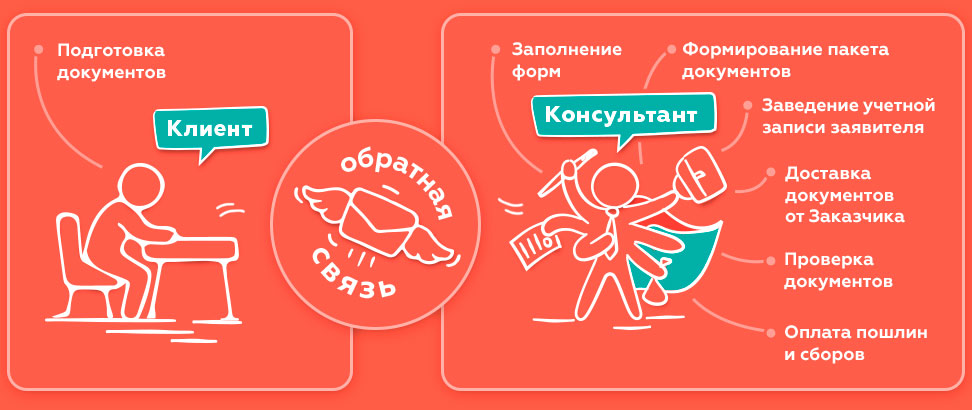 Подготовка
документов
Клиент
обратная
связь
Заполнение
форм
Консультант
Формирование пакета
документов
Заведение учетной
записи заявителя
Доставка
документов
от Заказчика
Проверка
документов
Оплата пошлин
и сборов